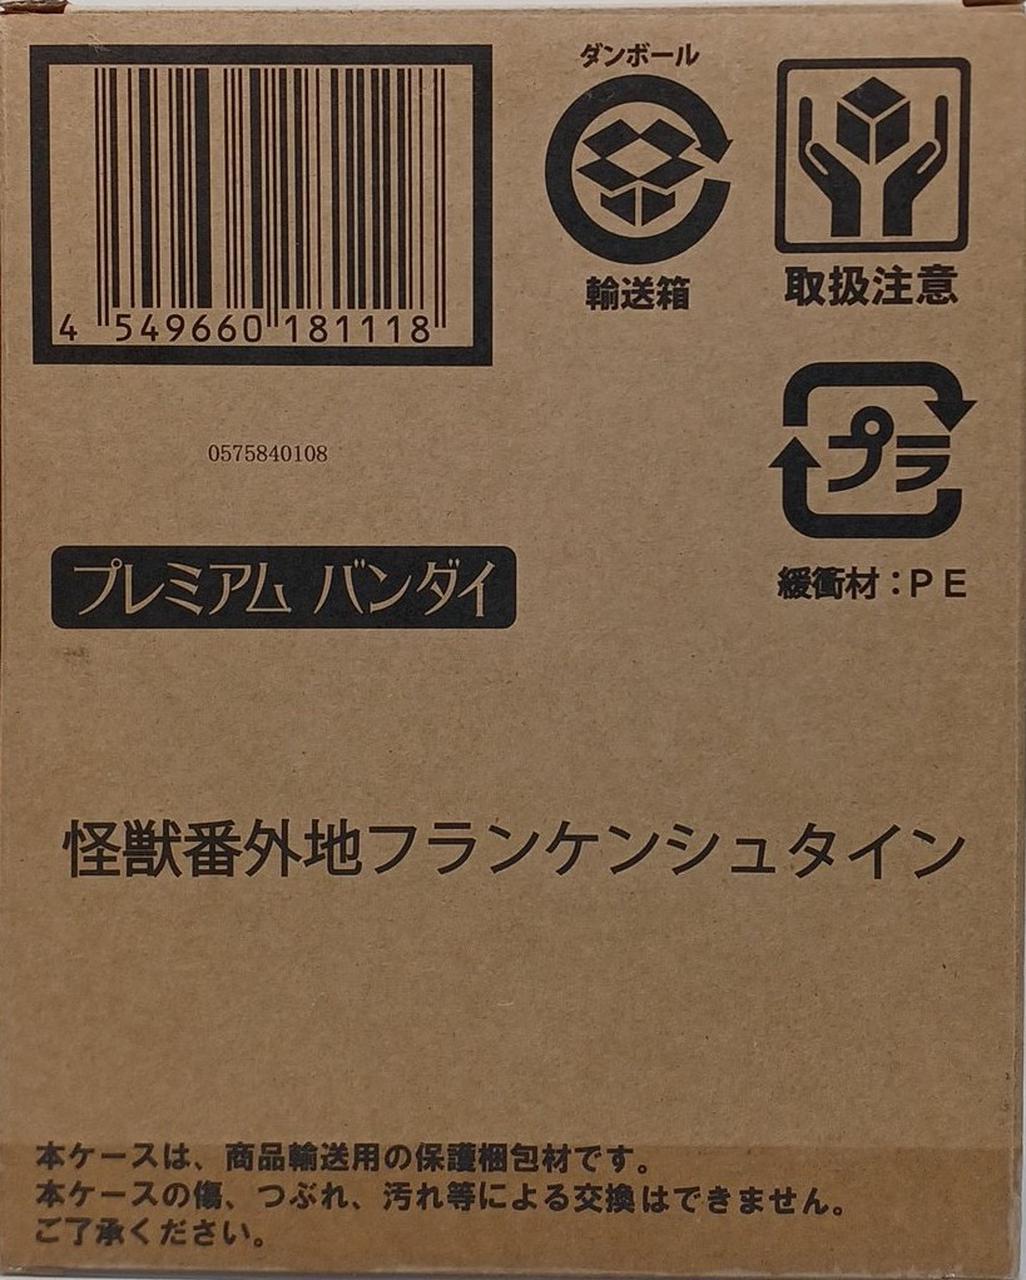 4 549660 181118
ダンボール
輸送箱
取扱注意
0575840108
プラ
緩衝材：PE
プレミアム バンダイ
怪獣番外地フランケンシュタイン
本ケースは、商品輸送用の保護梱包材です。
本ケースの傷、つぶれ、汚れ等による交換はできません。
ご了承ください。